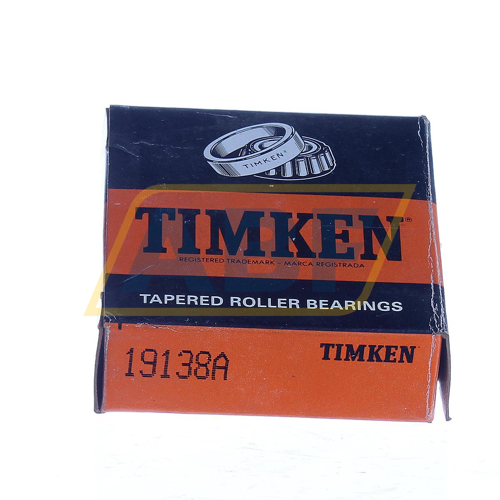 TIMKEN®
TIMKEN®
REGISTERED TRADEMARK – MARCA REGISTRADA
TAPERED ROLLER BEARINGS
19138A
TIMKEN